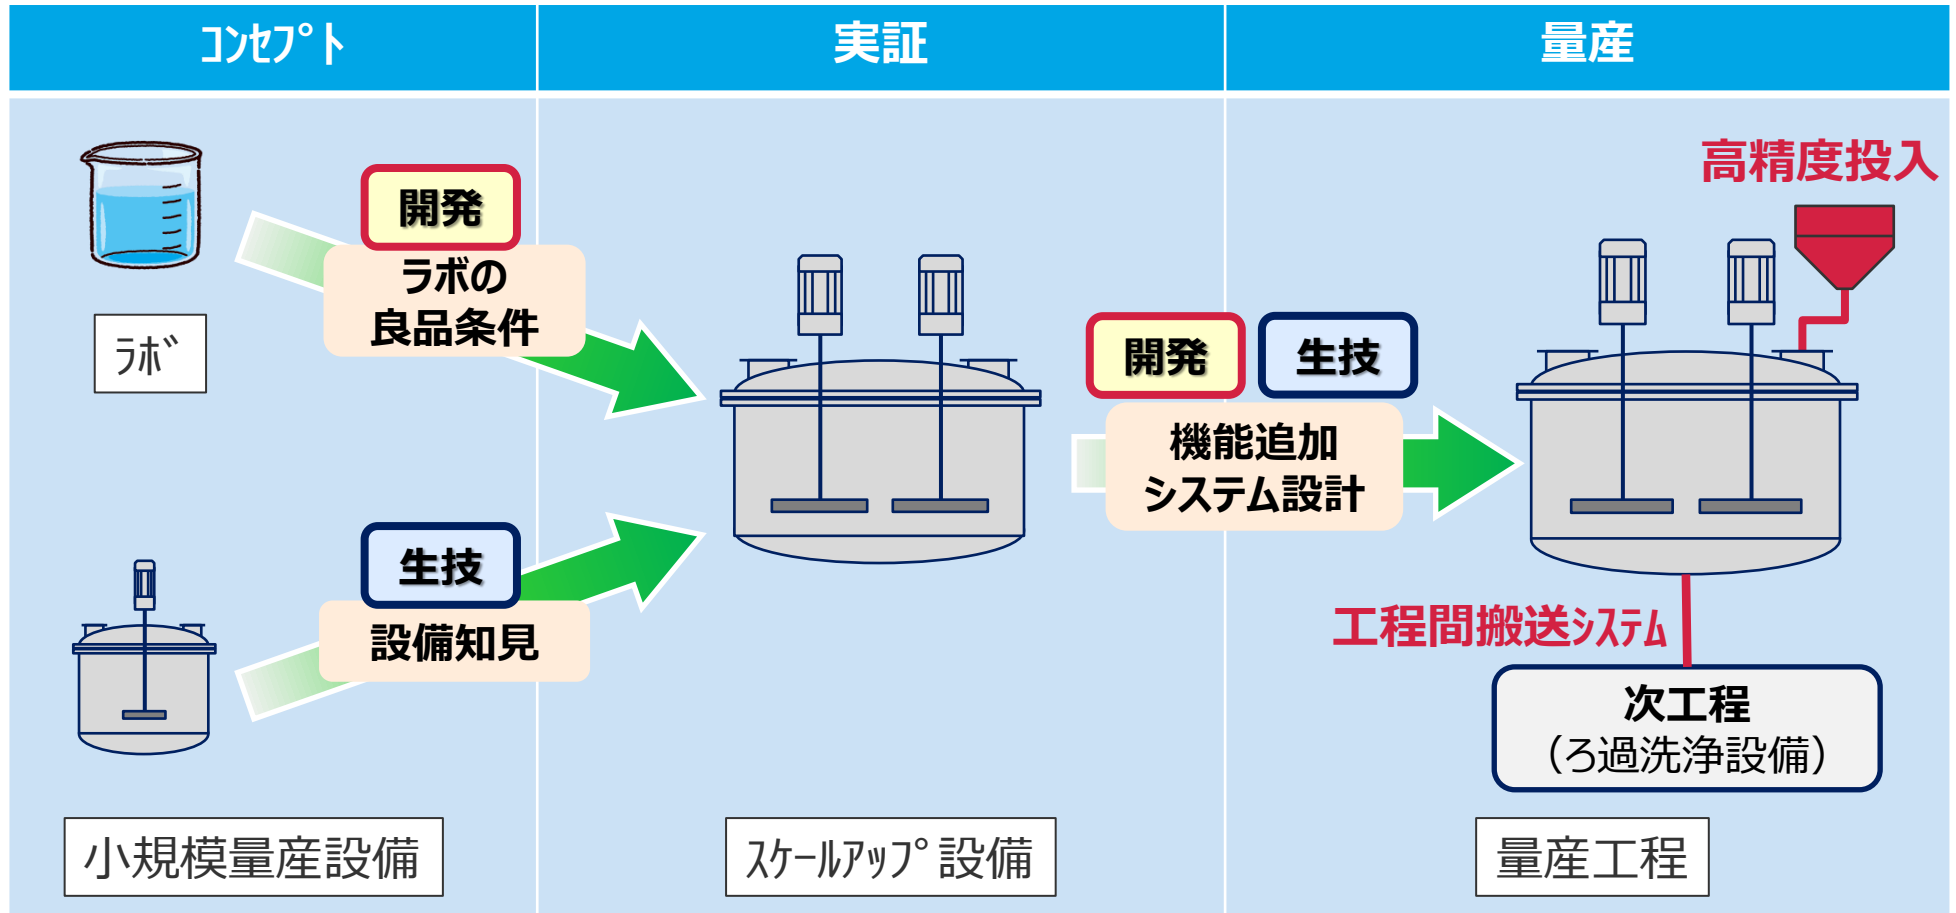 ｺﾝｾﾌﾟﾄ
実証
量産
開発
ラボの
良品条件
ﾗﾎﾞ
生技
設備知見
小規模量産設備
ｽｹｰﾙｱｯﾌﾟ設備
開発
生技
機能追加
システム設計
高精度投入
工程間搬送ｼｽﾃﾑ
次工程
（ろ過洗浄設備）
量産工程